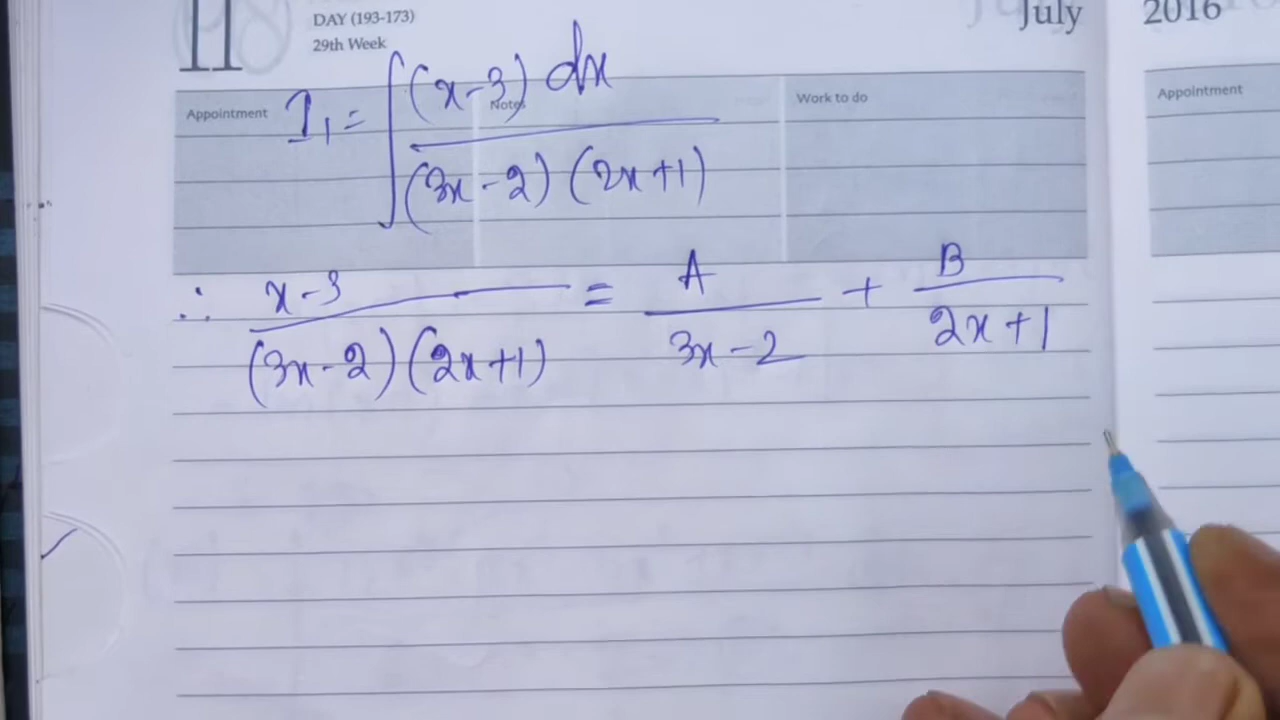 11
DAY (193-173)
29th Week
July
2016
Appointment
Notes
Work to do
Appointment
I₁ = ∫ (x-3) dx / (3x-2) (2x+1)
∴ x-3 / (3x-2) (2x+1) = A / 3x-2 + B / 2x+1